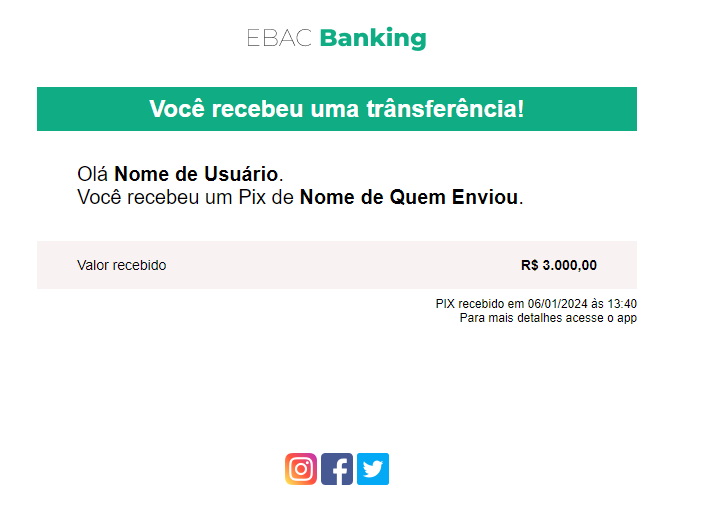 EBAC Banking
Você recebeu uma trânsferência!
Olá Nome de Usuário.
Você recebeu um Pix de Nome de Quem Enviou.
Valor recebido R$ 3.000,00
PIX recebido em 06/01/2024 às 13:40
Para mais detalhes acesse o app